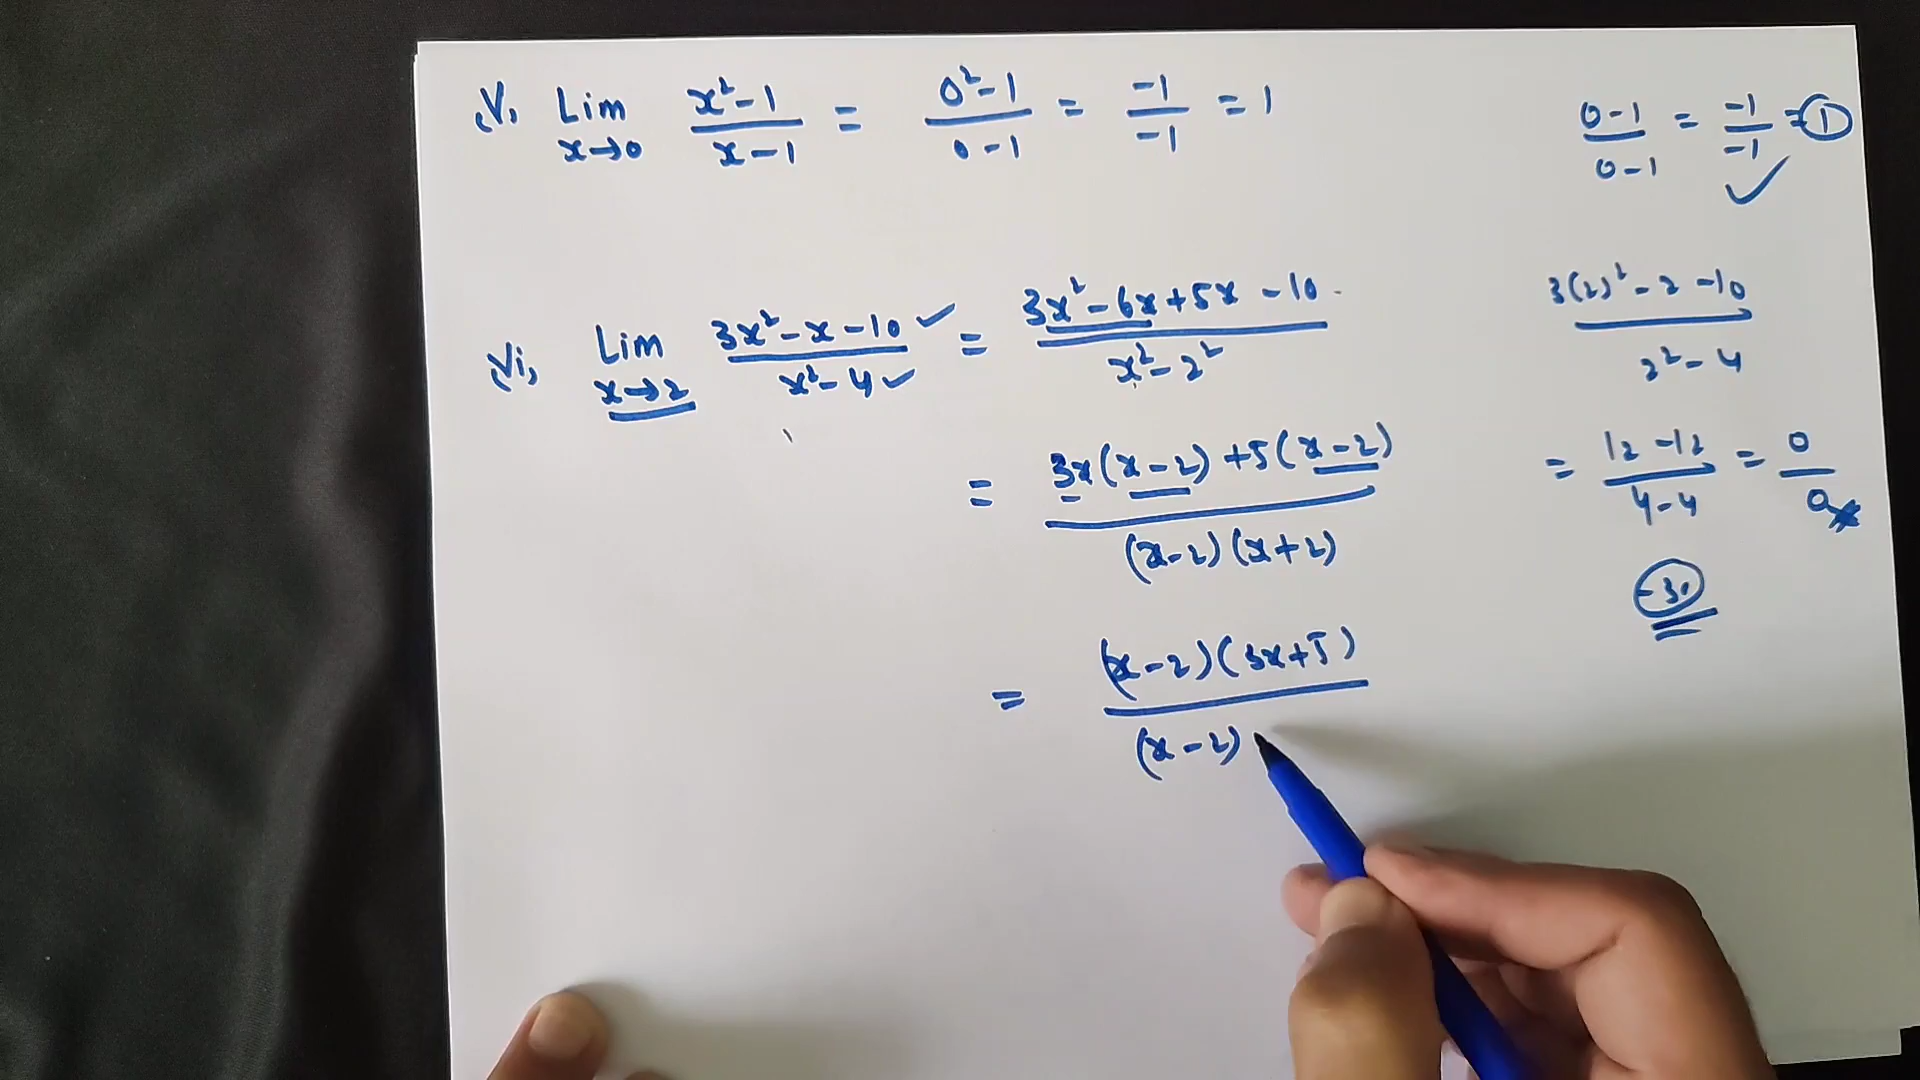 v, Lim x→0 x²-1 / x-1 = 0²-1 / 0-1 = -1 / -1 = 1
0-1 / 0-1 = -1 / -1 = 1 ✓
vi, Lim x→2 3x²-x-10 ✓ / x²-4 ✓ = 3x²-6x+5x-10 / x²-2²
= 3x(x-2)+5(x-2) / (x-2)(x+2)
= (x-2)(3x+5) / (x-2)
3(2)²-2-10 / 2²-4
= 12-12 / 4-4 = 0 / 0